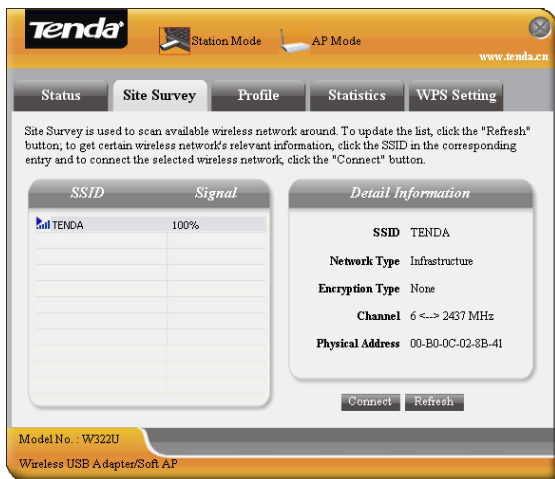 Tenda
Station Mode
AP Mode
www.tenda.cn
Status
Site Survey
Profile
Statistics
WPS Setting
Site Survey is used to scan available wireless network around. To update the list, click the "Refresh"
button; to get certain wireless network's relevant information, click the SSID in the corresponding
entry and to connect the selected wireless network, click the "Connect" button.
SSID Signal
TENDA 100%
Detail Information
SSID TENDA
Network Type Infrastructure
Encryption Type None
Channel 6 <--> 2437 MHz
Physical Address 00-B0-0C-02-8B-41
Connect Refresh
Model No. : W322U
Wireless USB Adapter/Soft AP